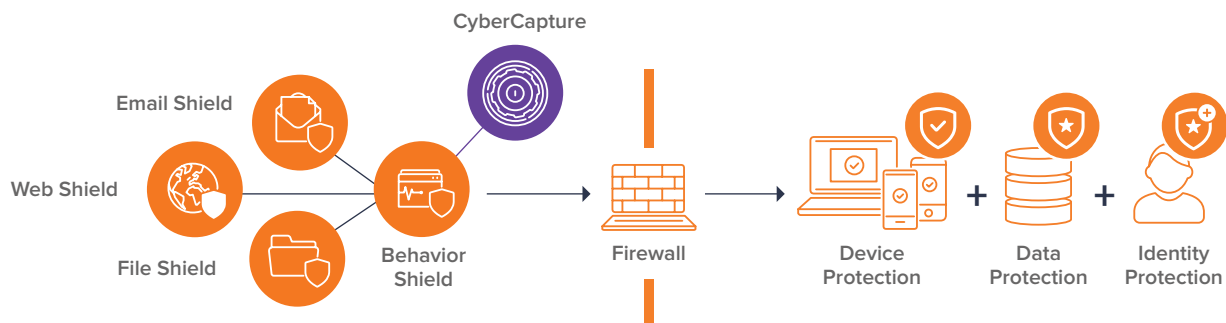 CyberCapture
Email Shield
Web Shield
File Shield
Behavior
Shield
Firewall
Device
Protection
Data
Protection
Identity
Protection